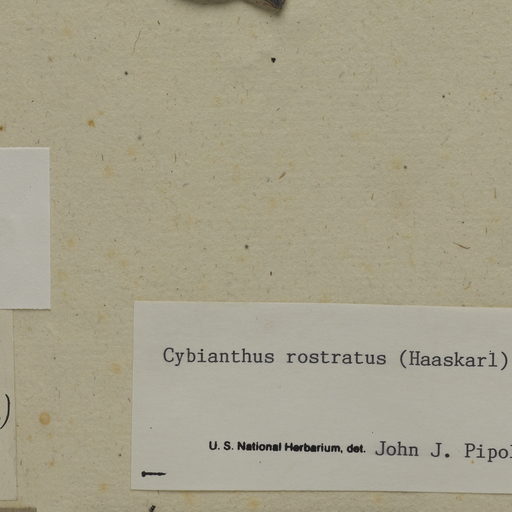 Cybianthus rostratus (Haaskarl)
U. S. National Herbarium, det. John J. Pipol